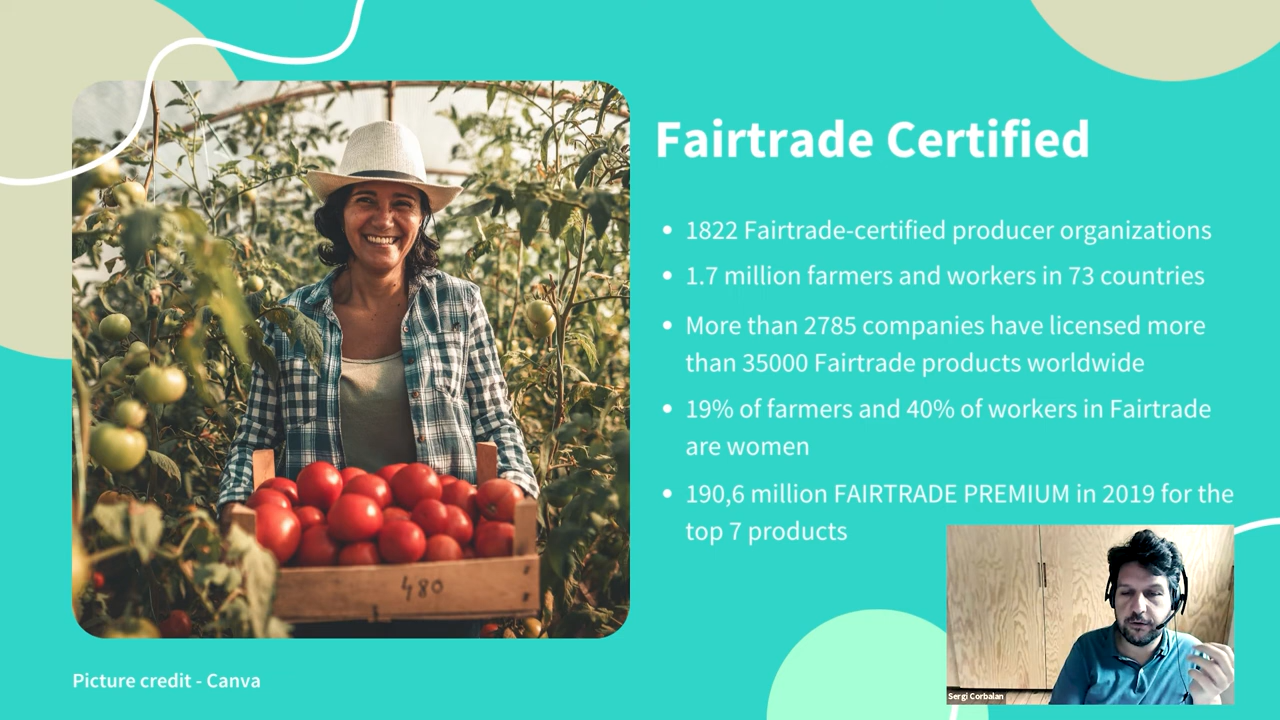 Fairtrade Certified
• 1822 Fairtrade-certified producer organizations
• 1.7 million farmers and workers in 73 countries
• More than 2785 companies have licensed more
than 35000 Fairtrade products worldwide
• 19% of farmers and 40% of workers in Fairtrade
are women
• 190,6 million FAIRTRADE PREMIUM in 2019 for the
top 7 products
480
Picture credit - Canva
Sergi Corbalan